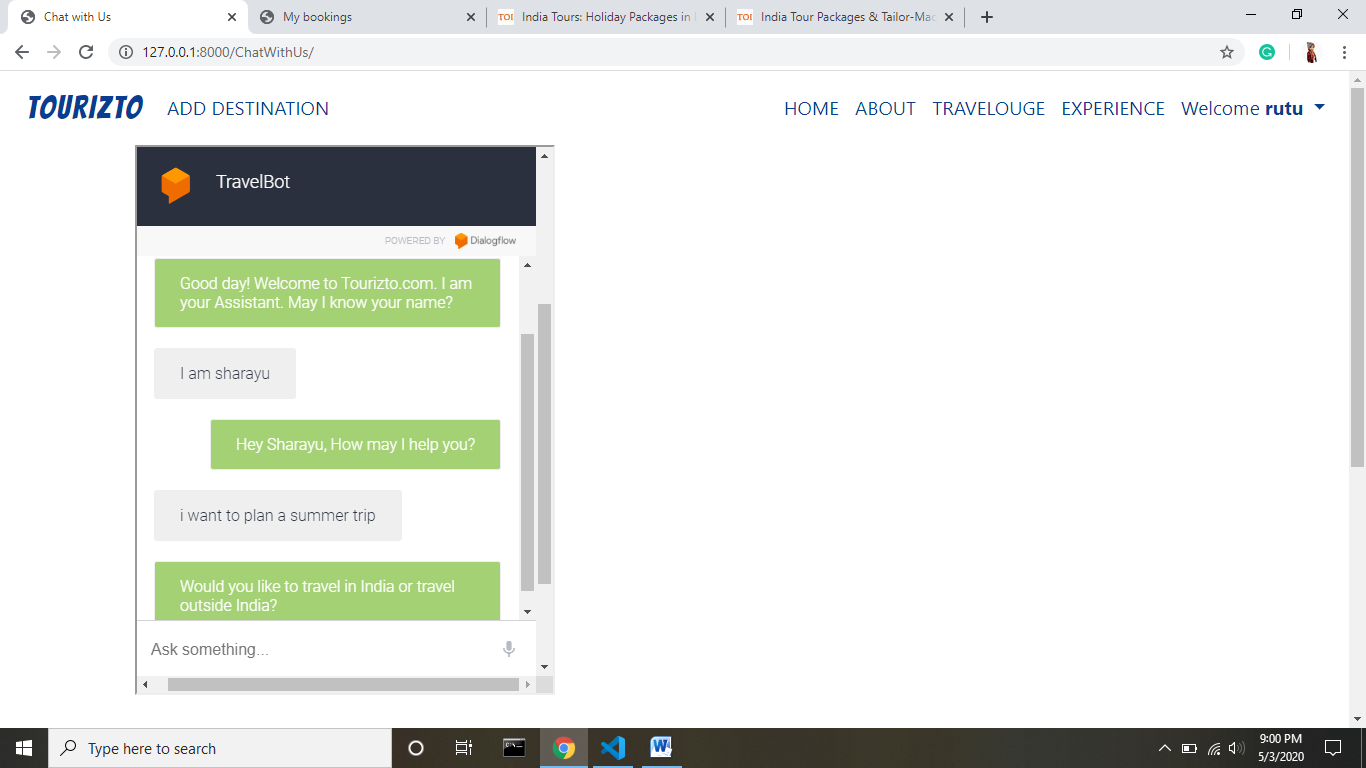 Chat with Us
My bookings
TOI India Tours: Holiday Packages in
TOI India Tour Packages & Tailor-Mad
127.0.0.1:8000/ChatWithUs/
TOURIZTO
ADD DESTINATION
HOME
ABOUT
TRAVELOUGE
EXPERIENCE
Welcome rutu
TravelBot
POWERED BY Dialogflow
Good day! Welcome to Tourizto.com. I am
your Assistant. May I know your name?
I am sharayu
Hey Sharayu, How may I help you?
i want to plan a summer trip
Would you like to travel in India or travel
outside India?
Ask something...
Type here to search
9:00 PM
5/3/2020